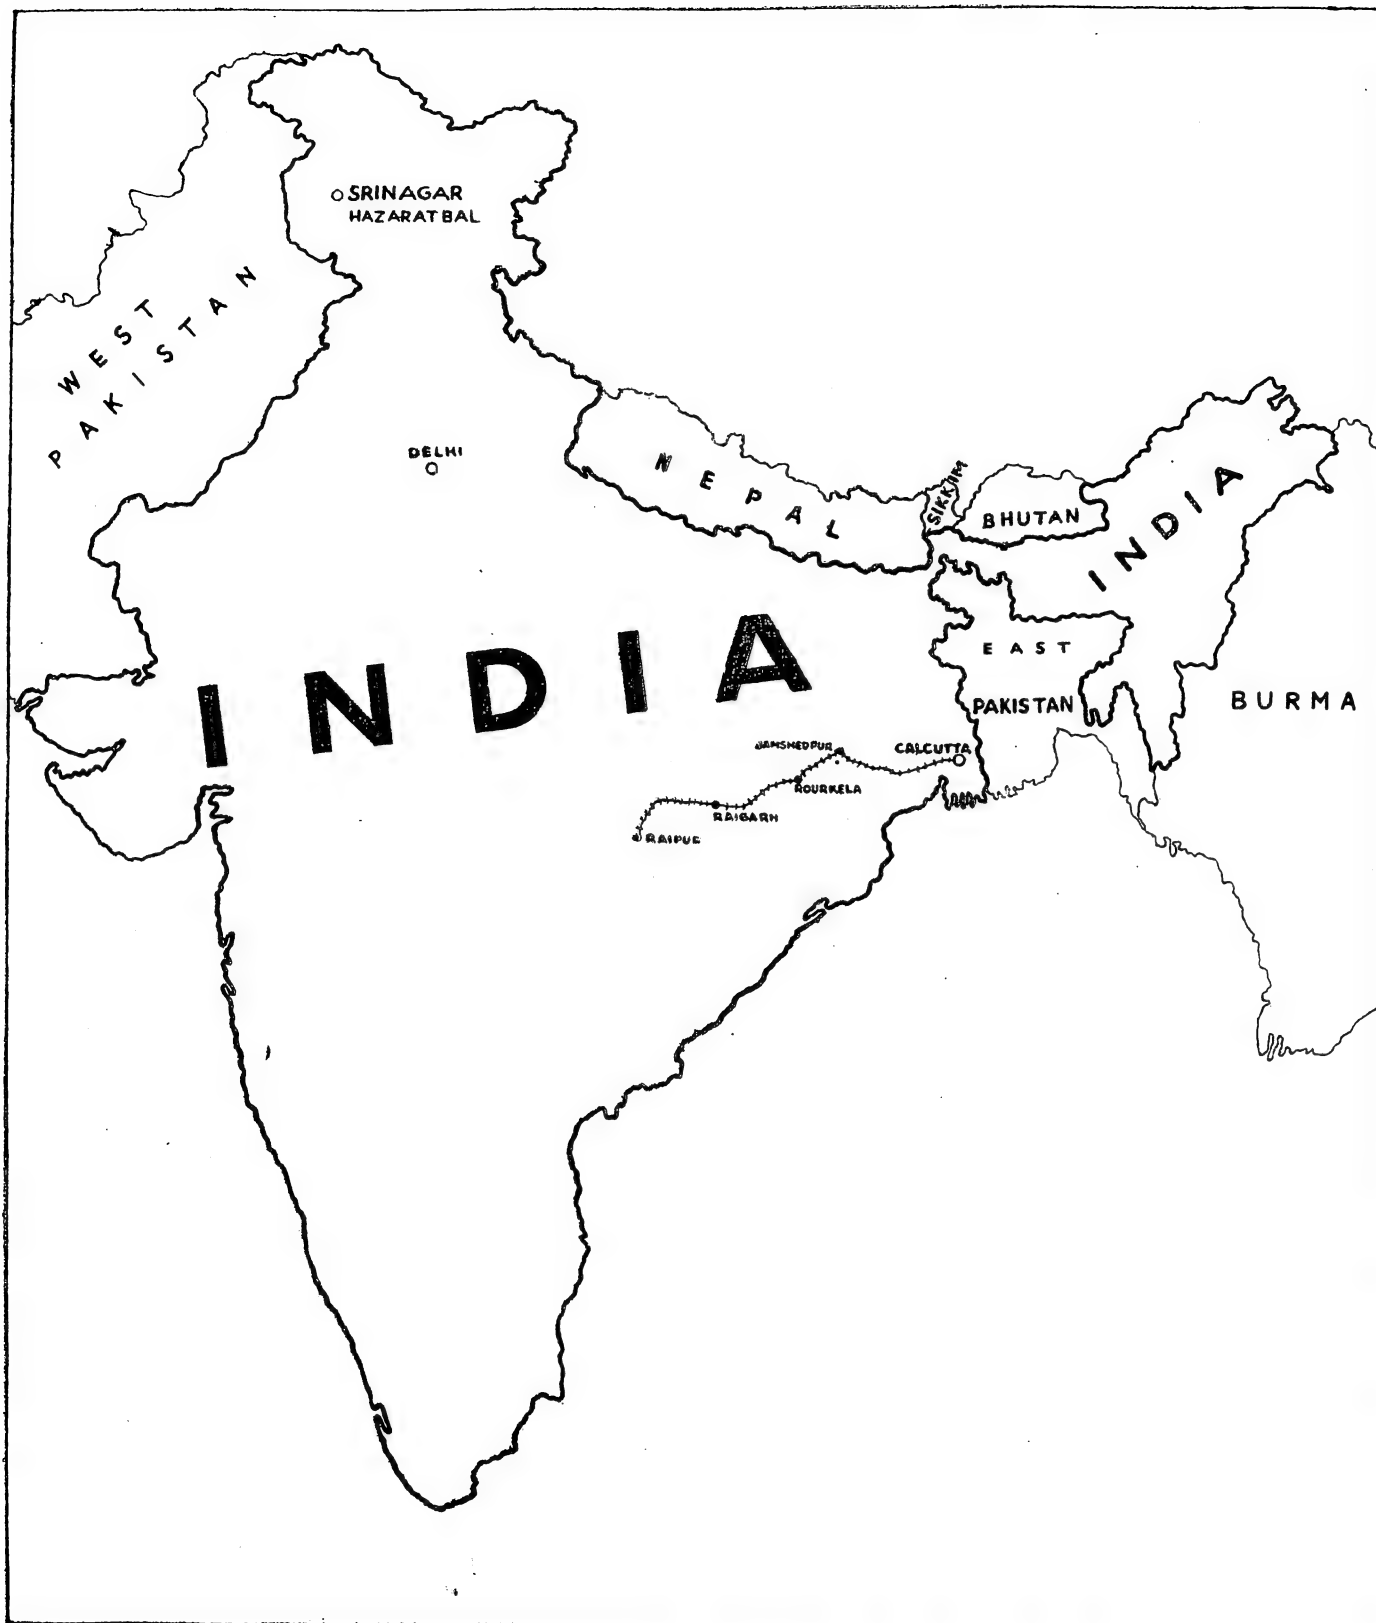 SRINAGAR
HAZARATBAL
WEST
PAKISTAN
DELHI
NEPAL
SIKKIM
BHUTAN
INDIA
INDIA
EAST
PAKISTAN
BURMA
JAMSHEDPUR
CALCUTTA
ROURKELA
RAIGARH
RAIPUR